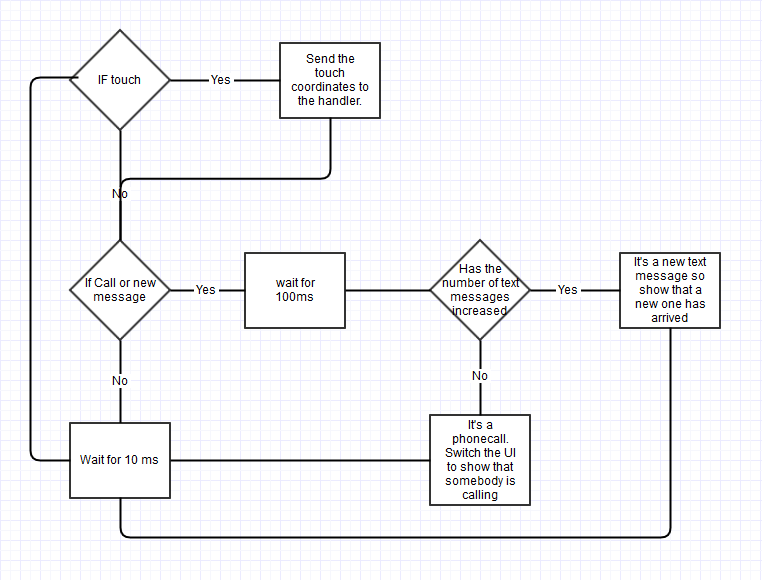 IF touch
Yes
Send the
touch
coordinates to
the handler.
No
If Call or new
message
Yes
wait for
100ms
Has the
number of text
messages
increased
Yes
It's a new text
message so
show that a
new one has
arrived
No
No
Wait for 10 ms
It's a
phonecall.
Switch the UI
to show that
somebody is
calling